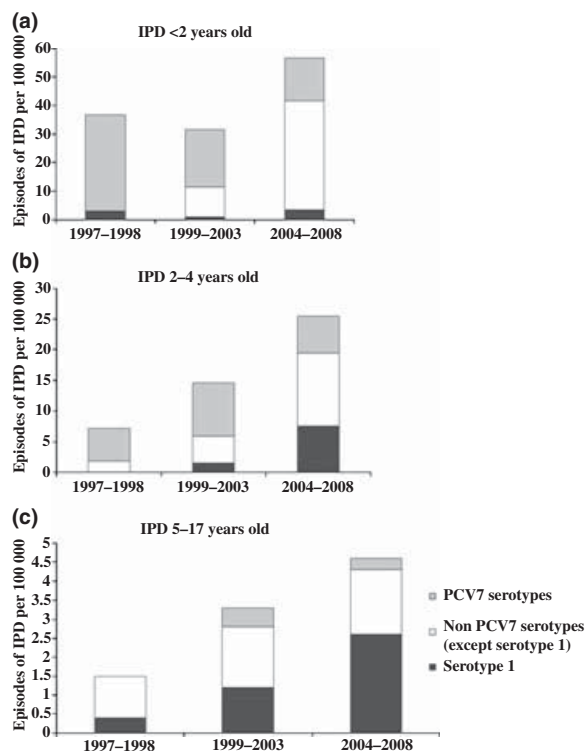 (a)
IPD <2 years old
Episodes of IPD per 100 000
60
50
40
30
20
10
0
1997–1998
1999–2003
2004–2008
(b)
IPD 2–4 years old
Episodes of IPD per 100 000
30
25
20
15
10
5
0
1997–1998
1999–2003
2004–2008
(c)
IPD 5–17 years old
Episodes of IPD per 100 000
5
4.5
4
3.5
3
2.5
2
1.5
1
0.5
0
1997–1998
1999–2003
2004–2008
PCV7 serotypes
Non PCV7 serotypes
(except serotype 1)
Serotype 1